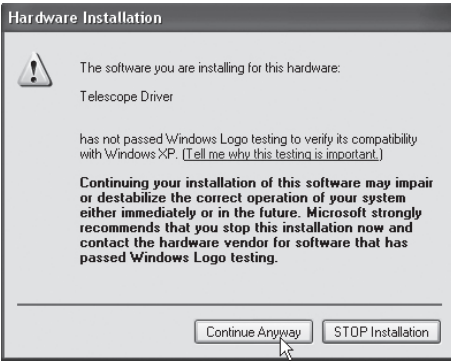 Hardware Installation
The software you are installing for this hardware:
Telescope Driver
has not passed Windows Logo testing to verify its compatibility
with Windows XP. (Tell me why this testing is important.)
Continuing your installation of this software may impair
or destabilize the correct operation of your system
either immediately or in the future. Microsoft strongly
recommends that you stop this installation now and
contact the hardware vendor for software that has
passed Windows Logo testing.
Continue Anyway
STOP Installation